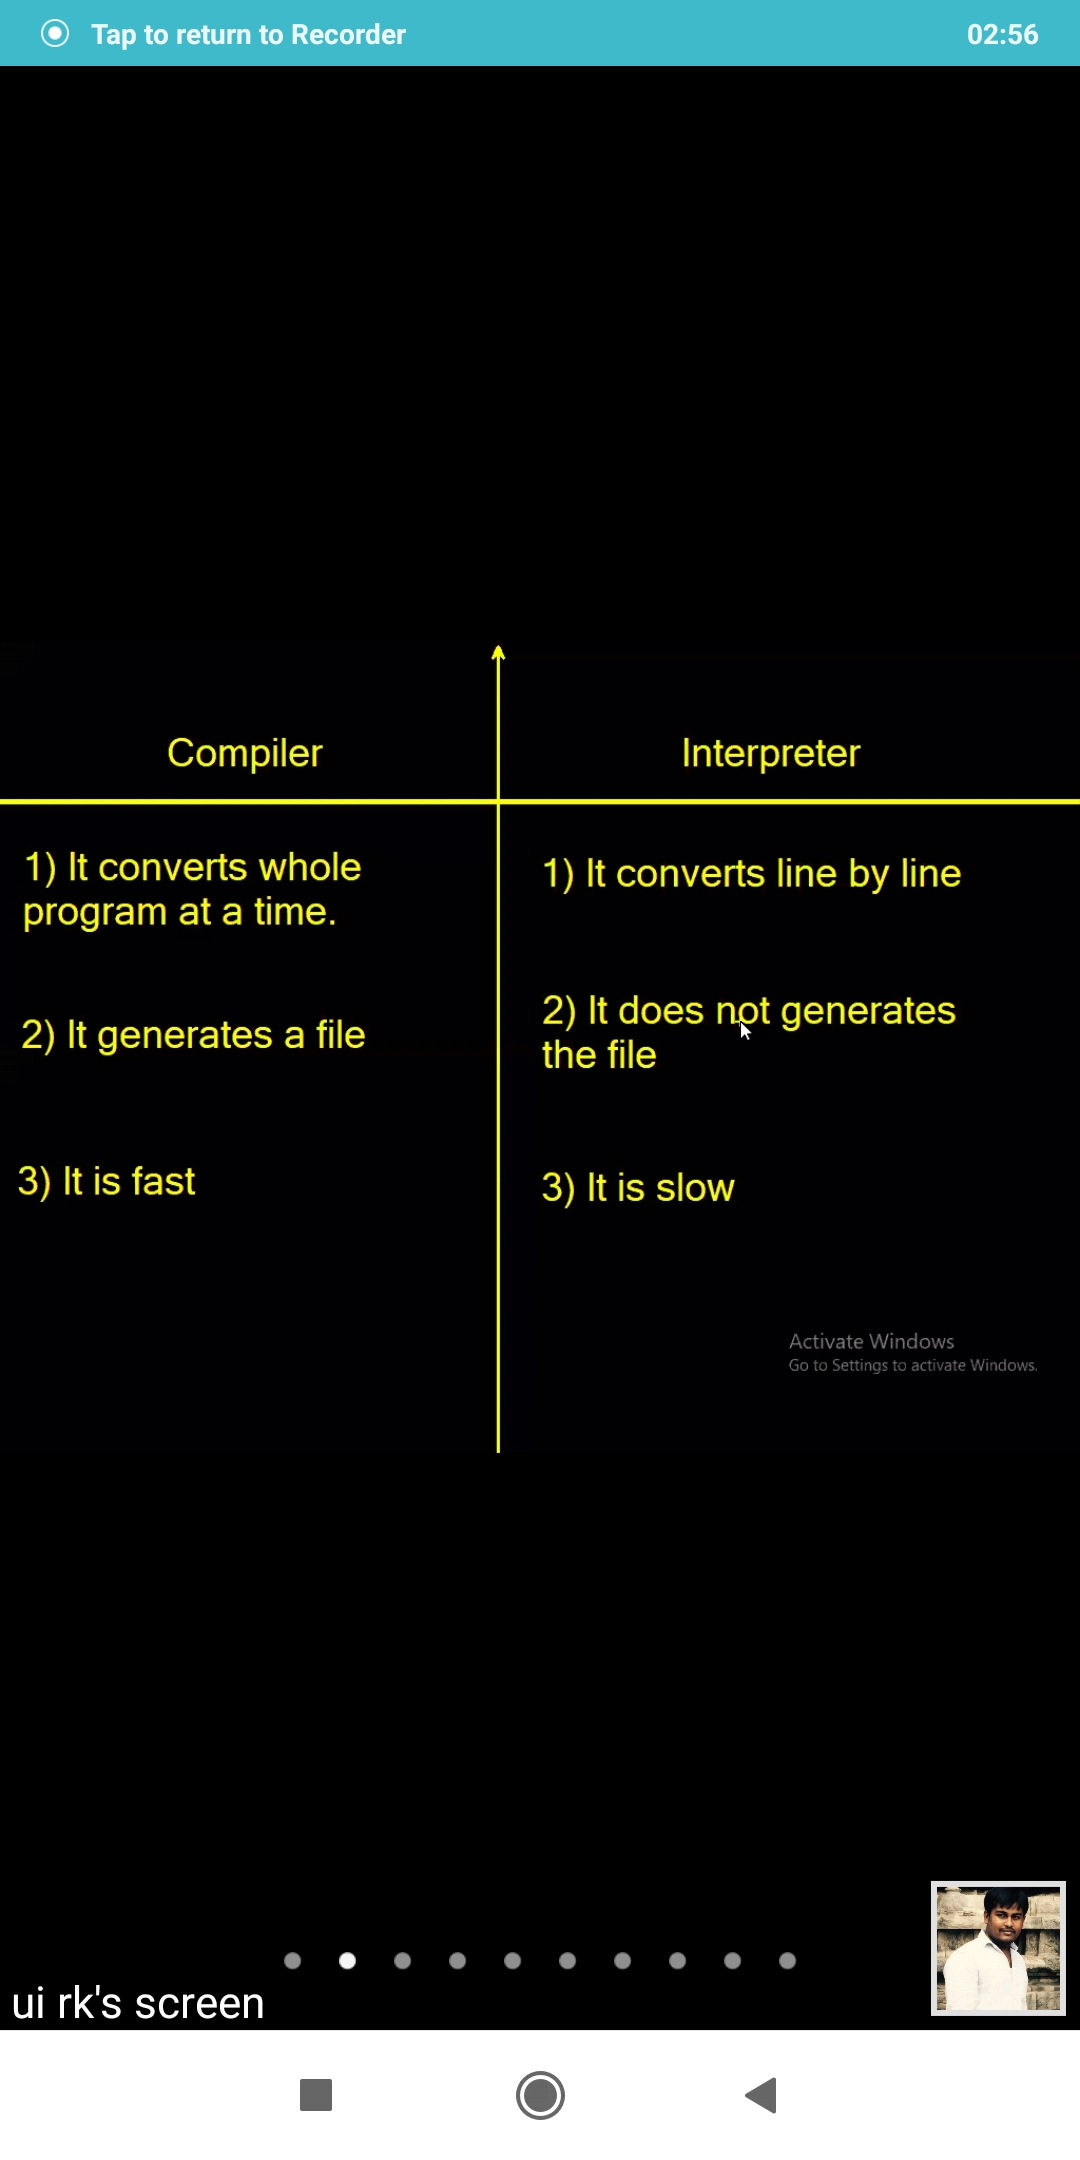 Tap to return to Recorder 02:56
Compiler Interpreter
1) It converts whole
program at a time.
1) It converts line by line
2) It generates a file
2) It does not generates
the file
3) It is fast
3) It is slow
Activate Windows
Go to Settings to activate Windows.
ui rk's screen